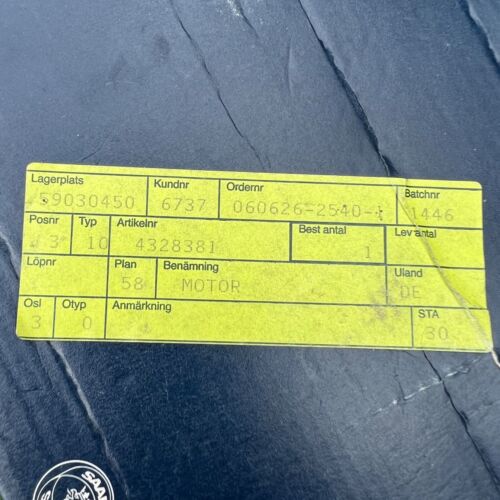 Lagerplats Kundnr Ordernr Batchnr
59030450 6737 060626-2540-1 1446
Posnr Typ Artikelnr Best antal Lev antal
3 10 4328381 1
Löpnr Plan Benämning Uland
58 MOTOR DE
Osl Otyp Anmärkning STA
3 0 30
SAAB